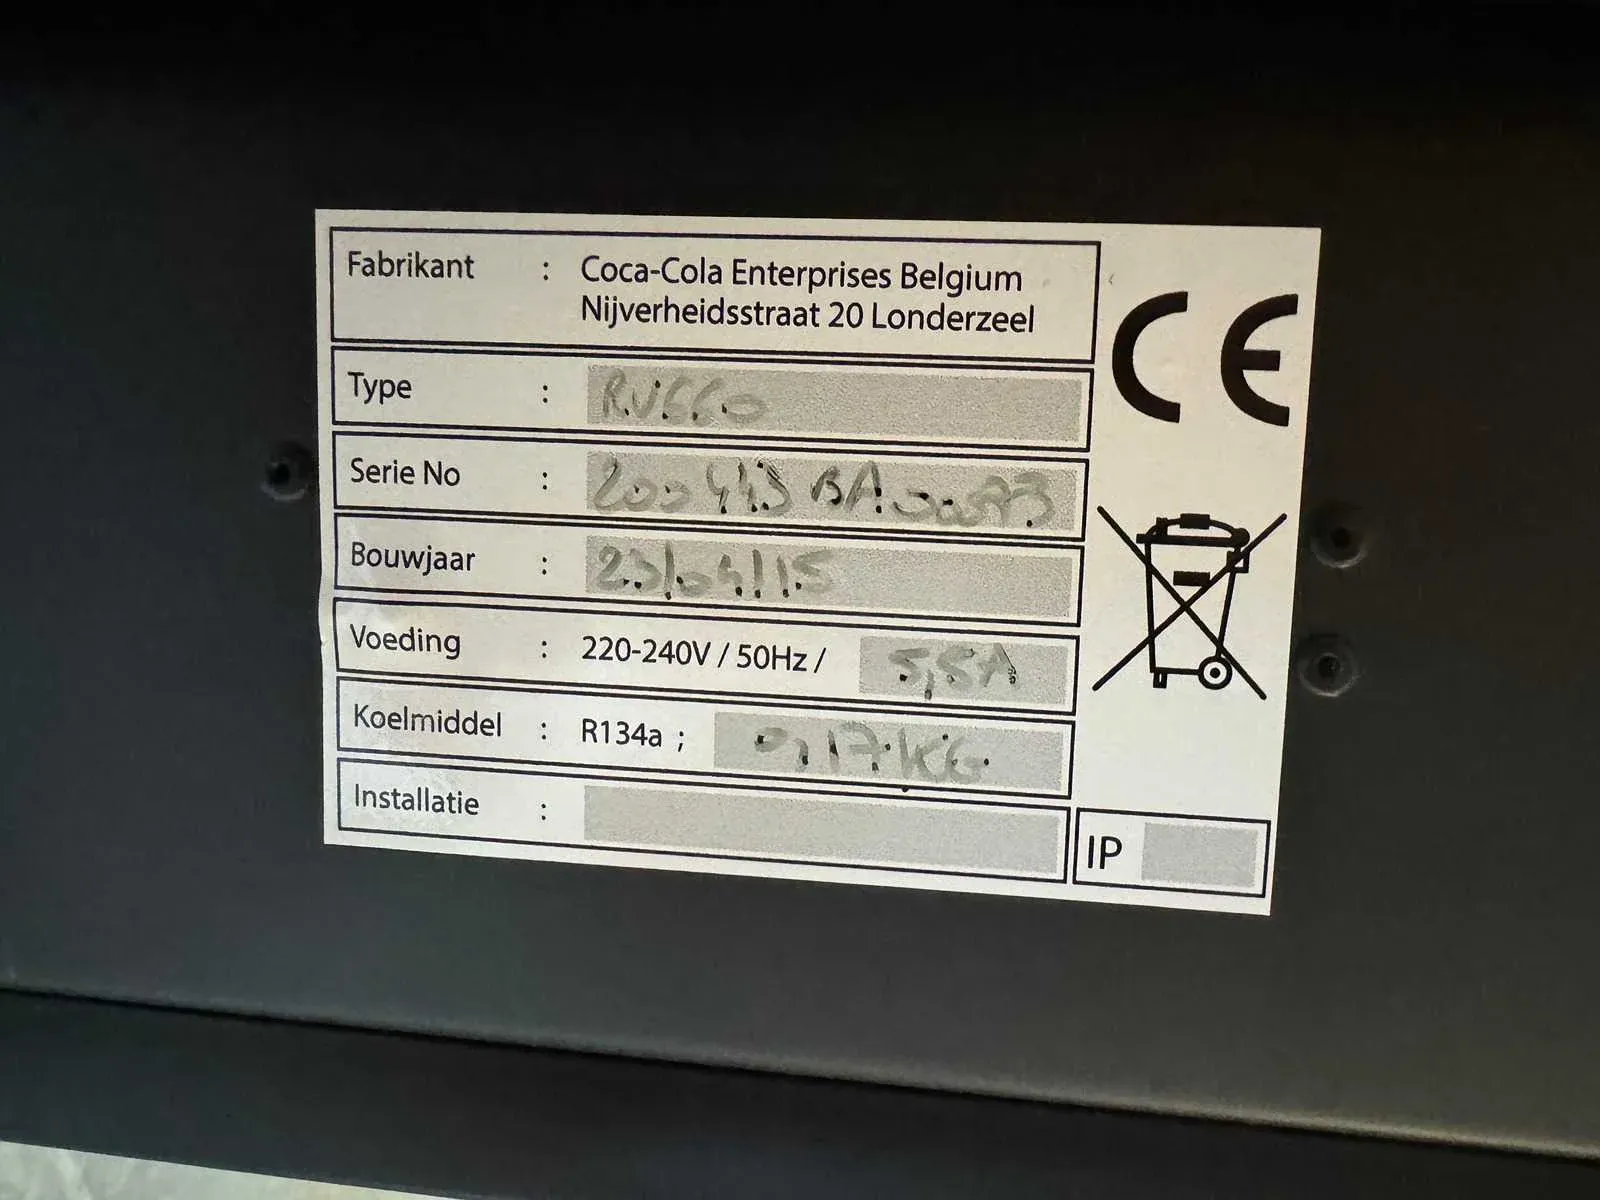 Fabrikant : Coca-Cola Enterprises Belgium
Nijverheidsstraat 20 Londerzeel
Type :
Serie No : BA
Bouwjaar : 23/04/15
Voeding : 220-240V / 50Hz / 5,5A
Koelmiddel : R134a ; 0,17KG
Installatie :
IP
CE